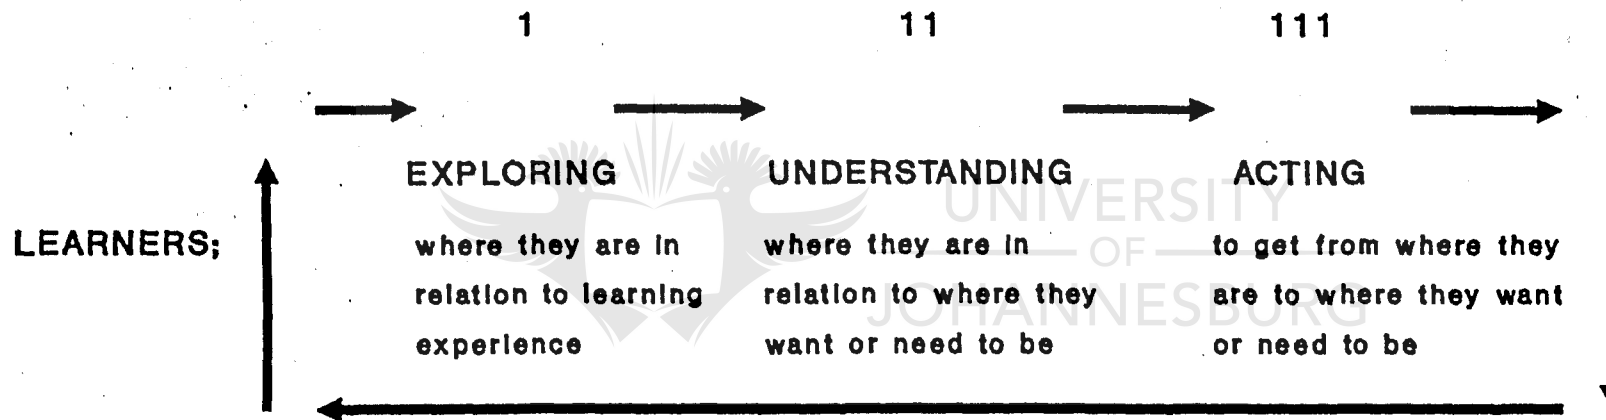 1 11 111
EXPLORING UNDERSTANDING ACTING
LEARNERS;
where they are in where they are in to get from where they
relation to learning relation to where they are to where they want
experience want or need to be or need to be
UNIVERSITY
OF
JOHANNESBURG